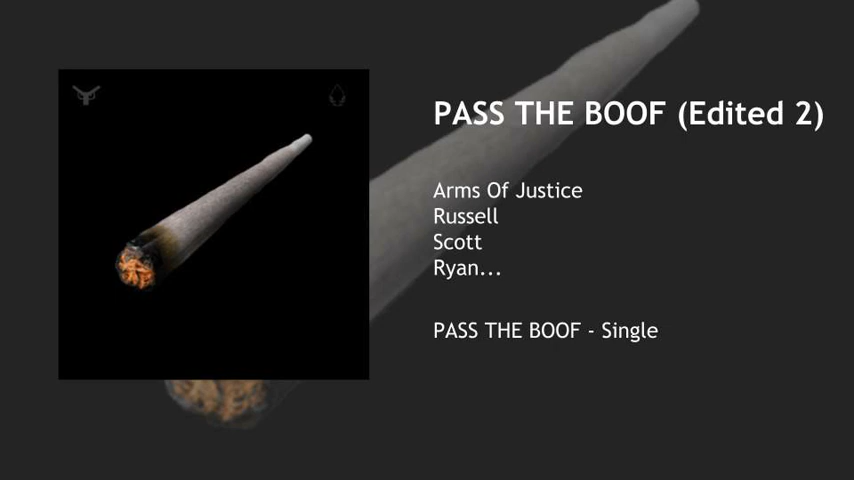 PASS THE BOOF (Edited 2)
Arms Of Justice
Russell
Scott
Ryan...
PASS THE BOOF - Single